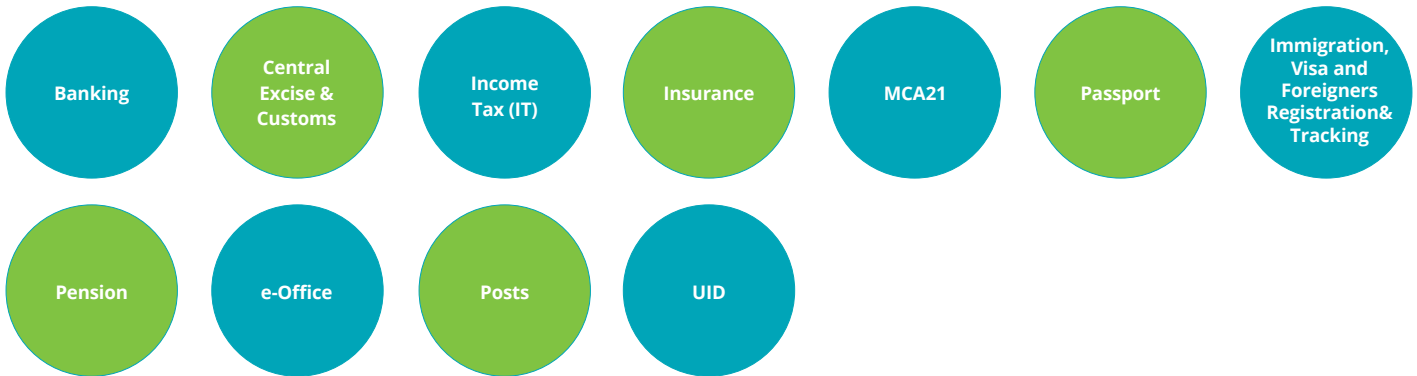 Banking
Central
Excise &
Customs
Income
Tax (IT)
Insurance
MCA21
Passport
Immigration,
Visa and
Foreigners
Registration&
Tracking
Pension
e-Office
Posts
UID